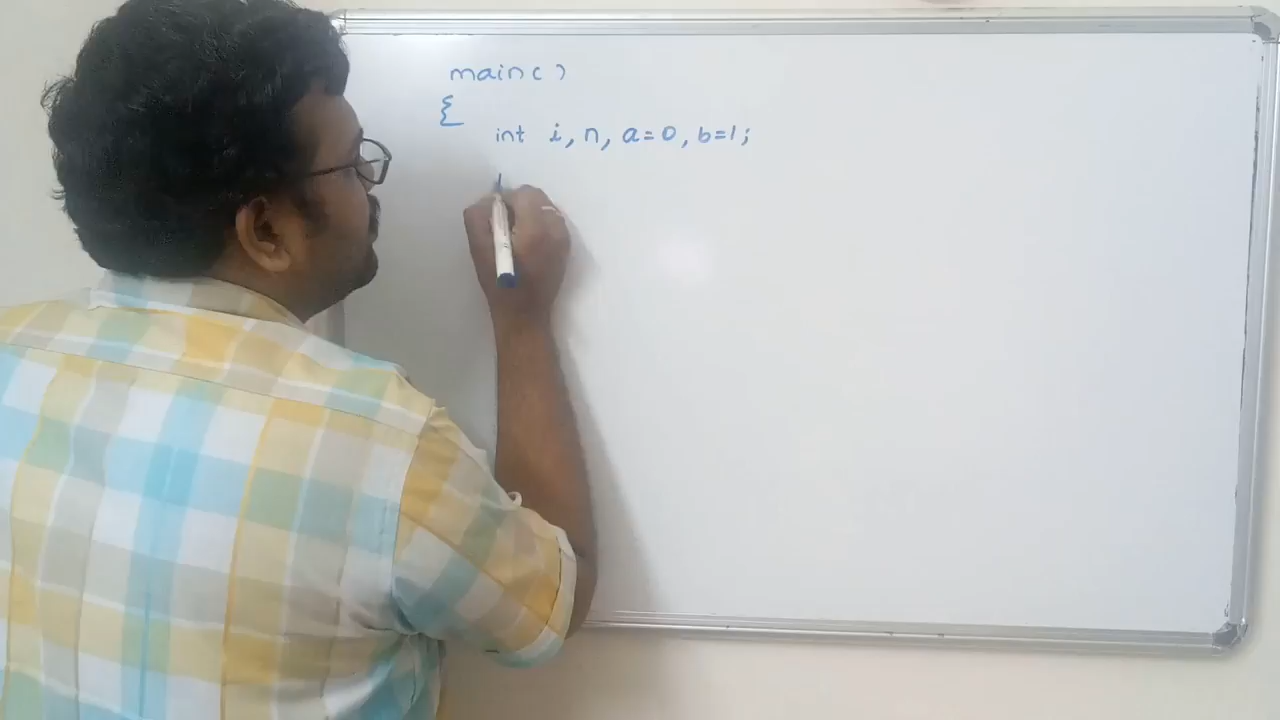 main()
{
int i, n, a=0, b=1;